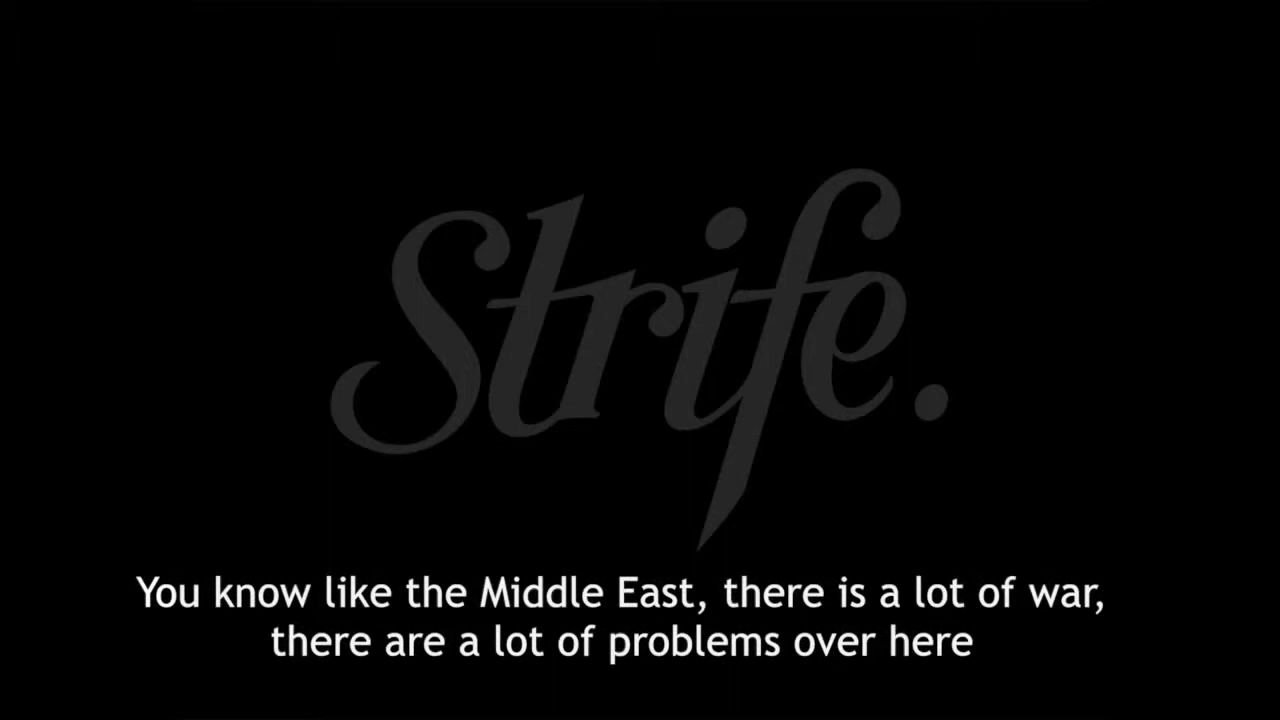 Strife.
You know like the Middle East, there is a lot of war,
there are a lot of problems over here